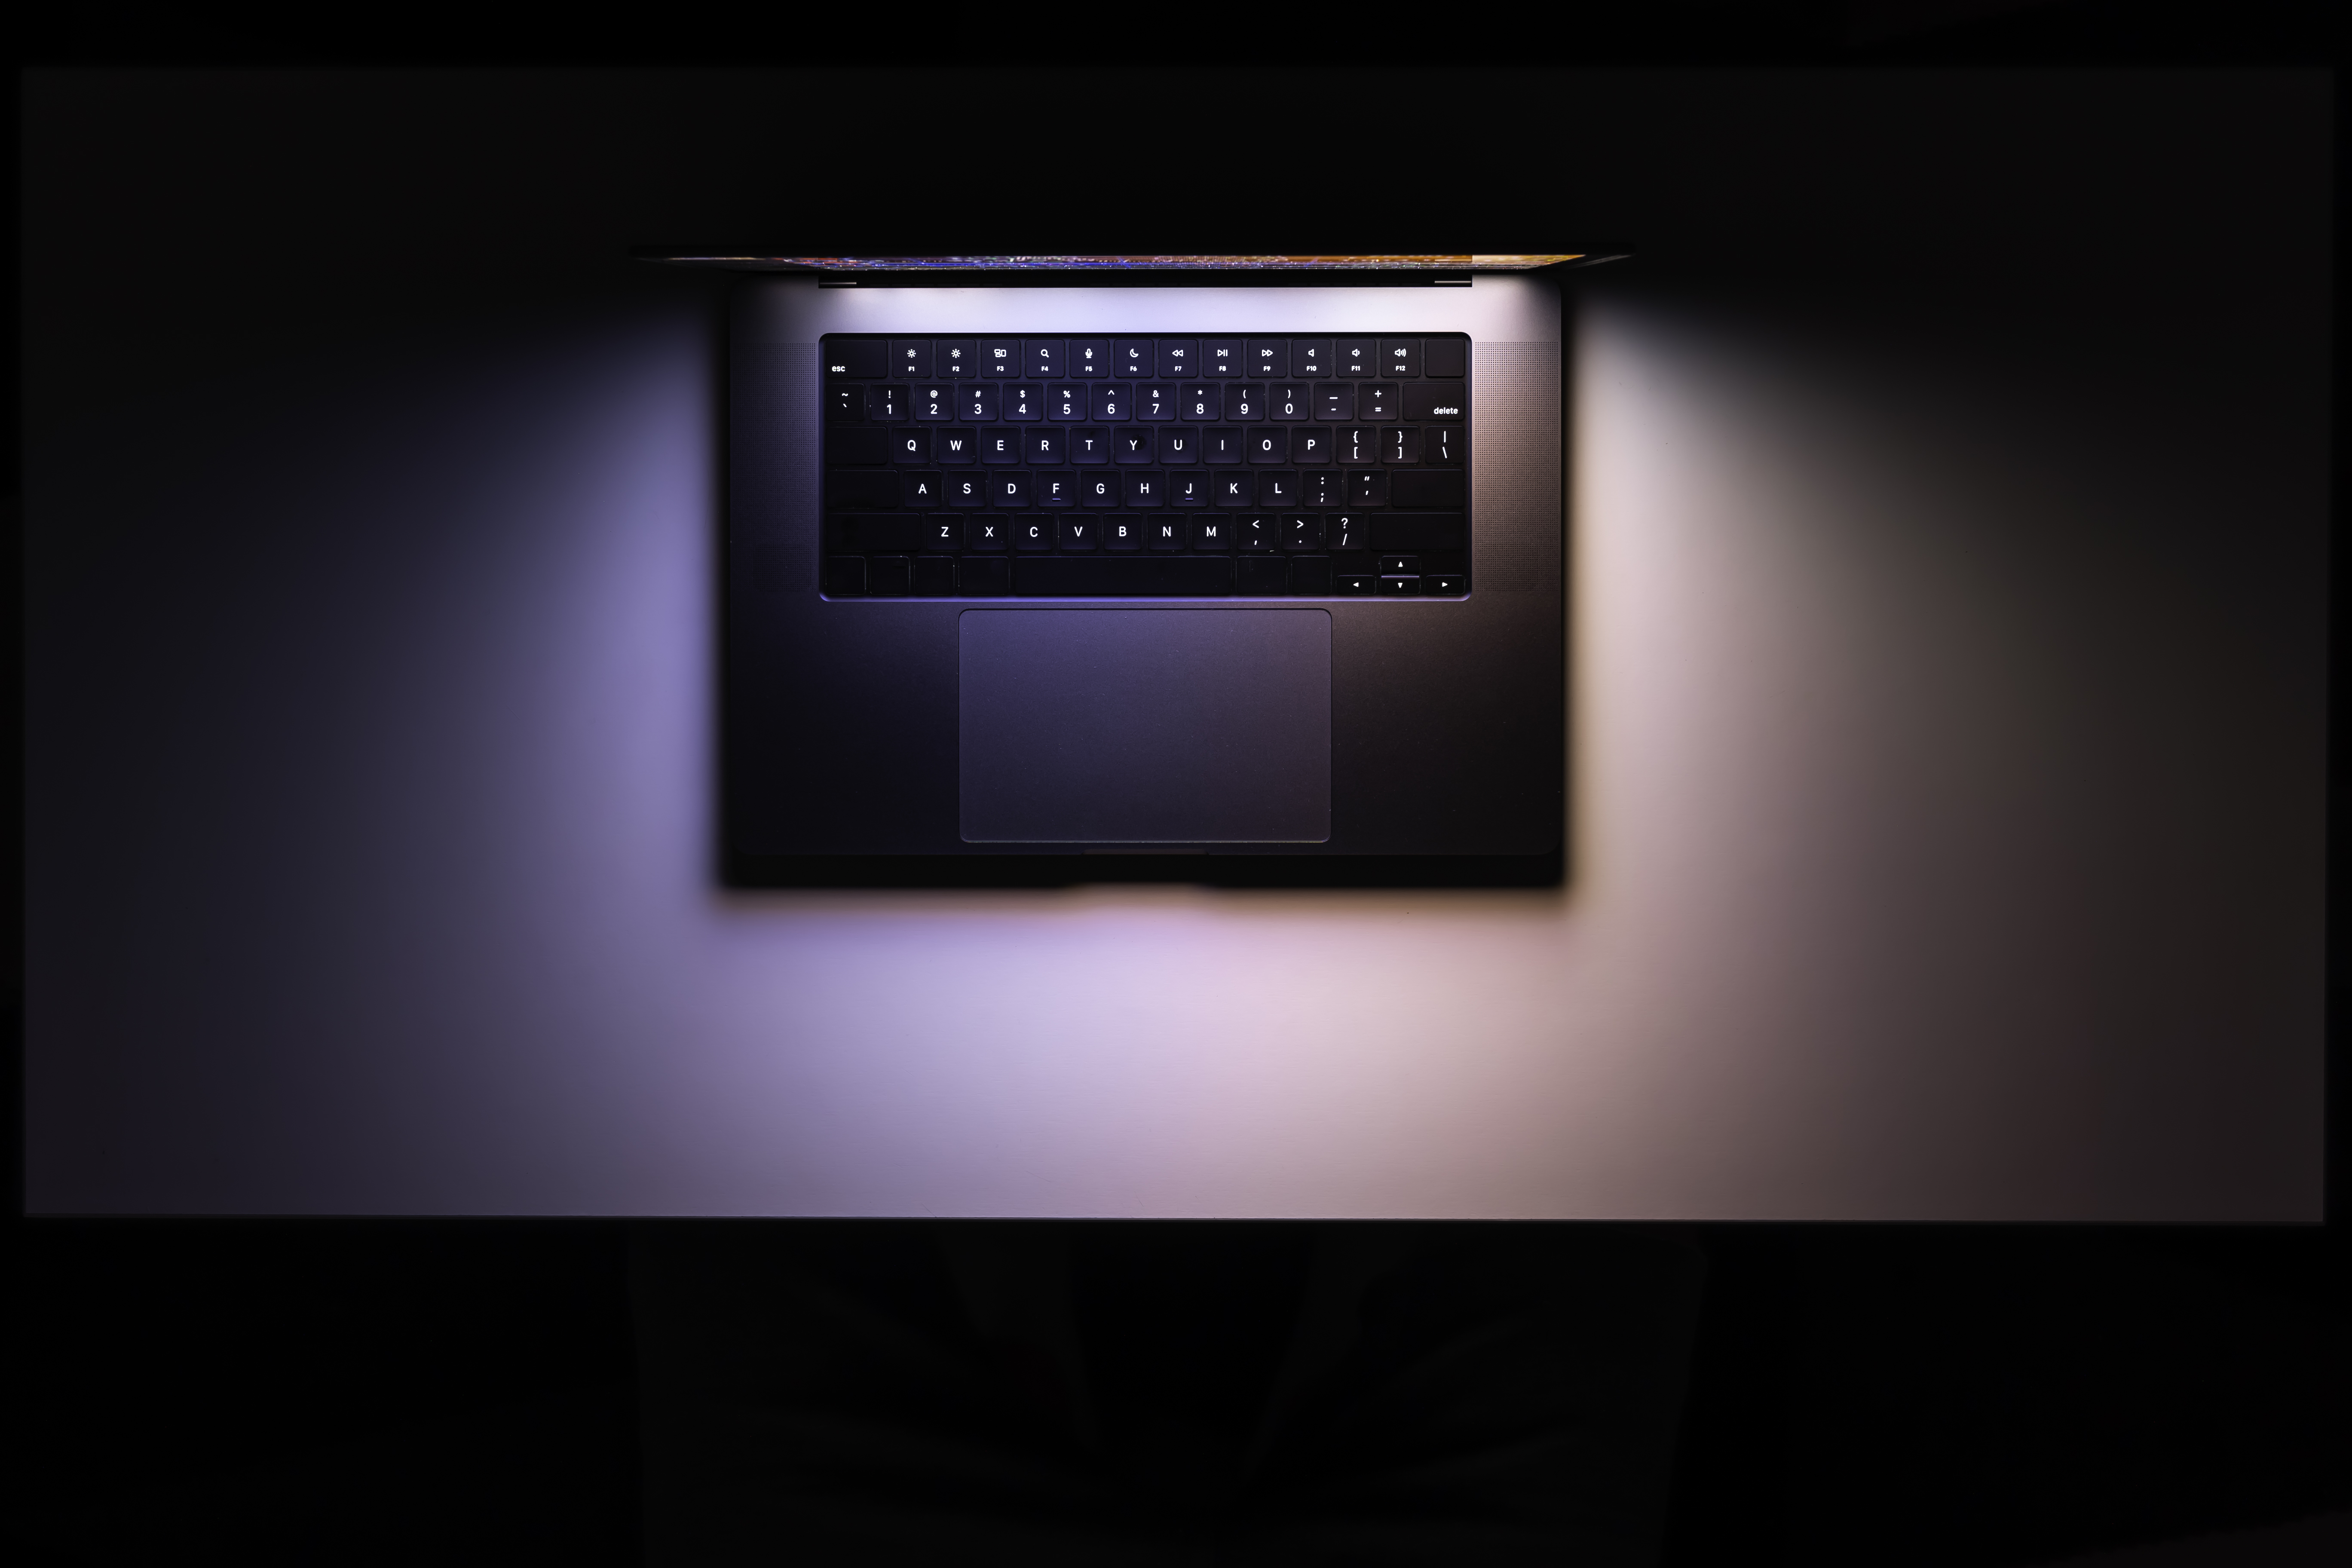 esc F1 F2 F3 F4 F5 F6 F7 F8 F9 F10 F11 F12
~ ! @ # $ % ^ & * ( ) _ +
` 1 2 3 4 5 6 7 8 9 0 - = delete
Q W E R T Y U I O P { } |
[ ] \
A S D F G H J K L : "
; '
Z X C V B N M < > ?
, . /